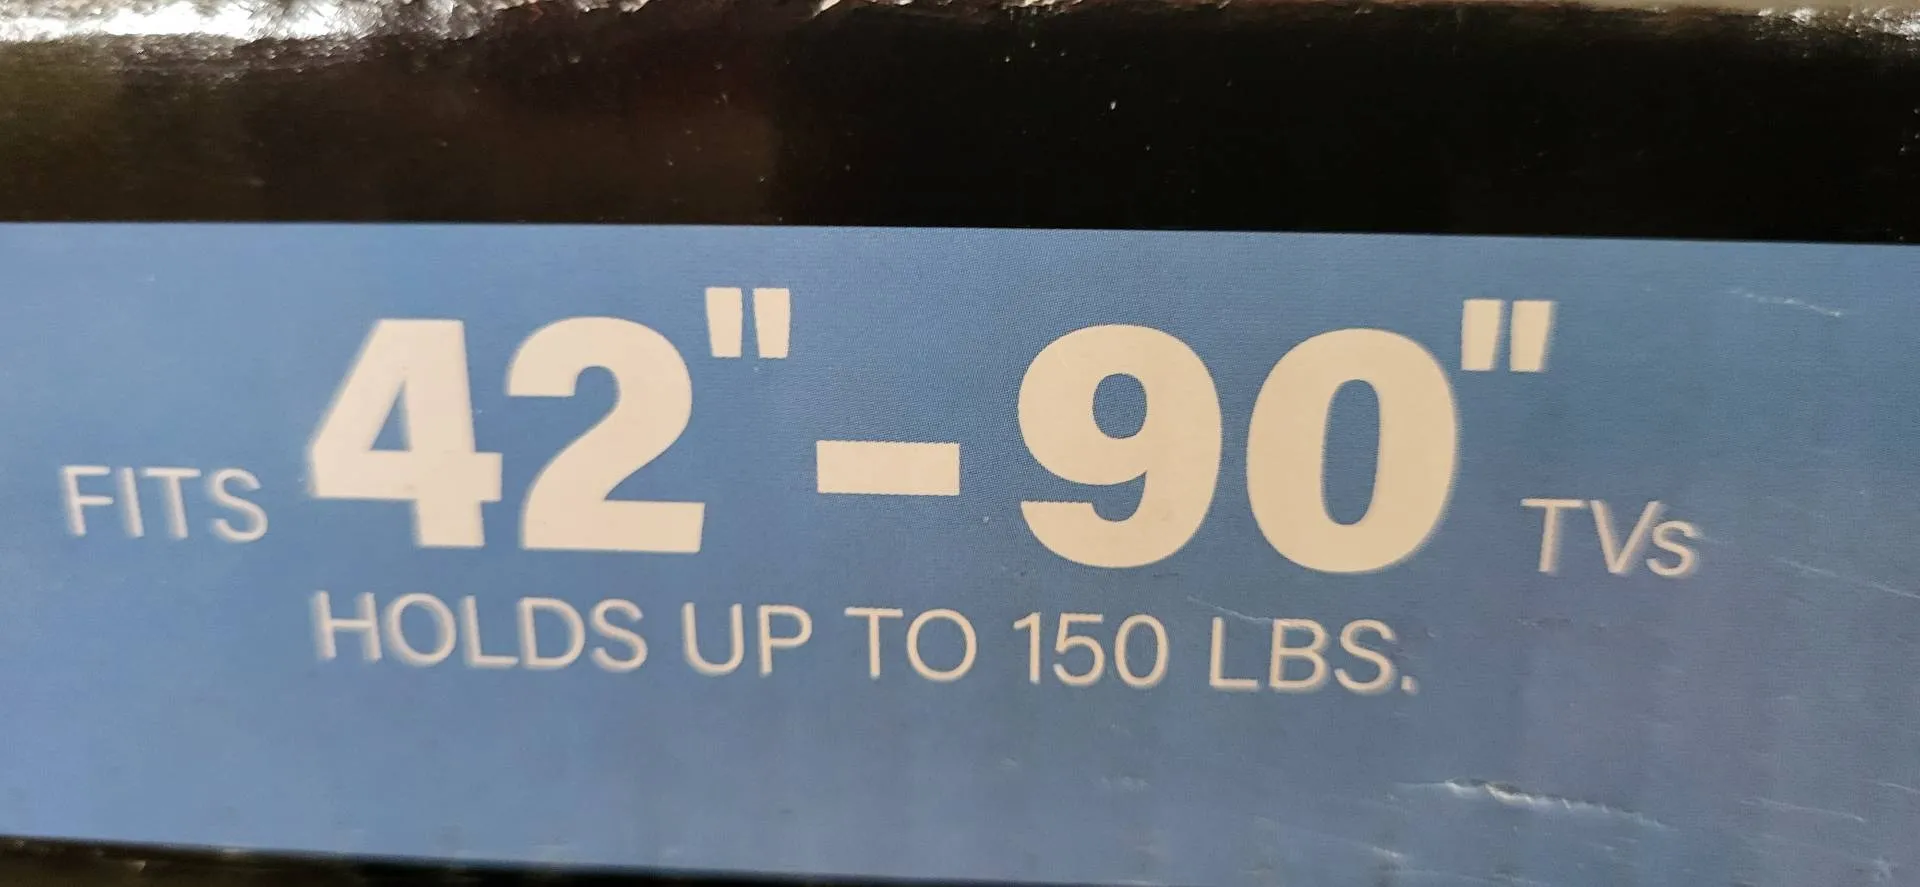 FITS 42"–90" TVs
HOLDS UP TO 150 LBS.